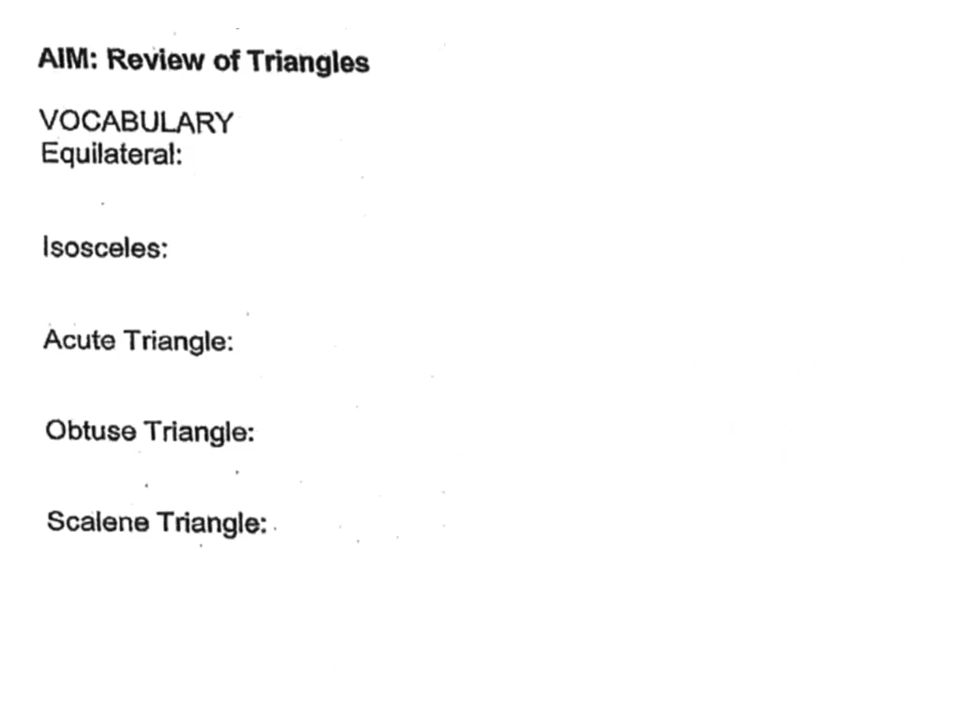 AIM: Review of Triangles
VOCABULARY
Equilateral:
Isosceles:
Acute Triangle:
Obtuse Triangle:
Scalene Triangle: